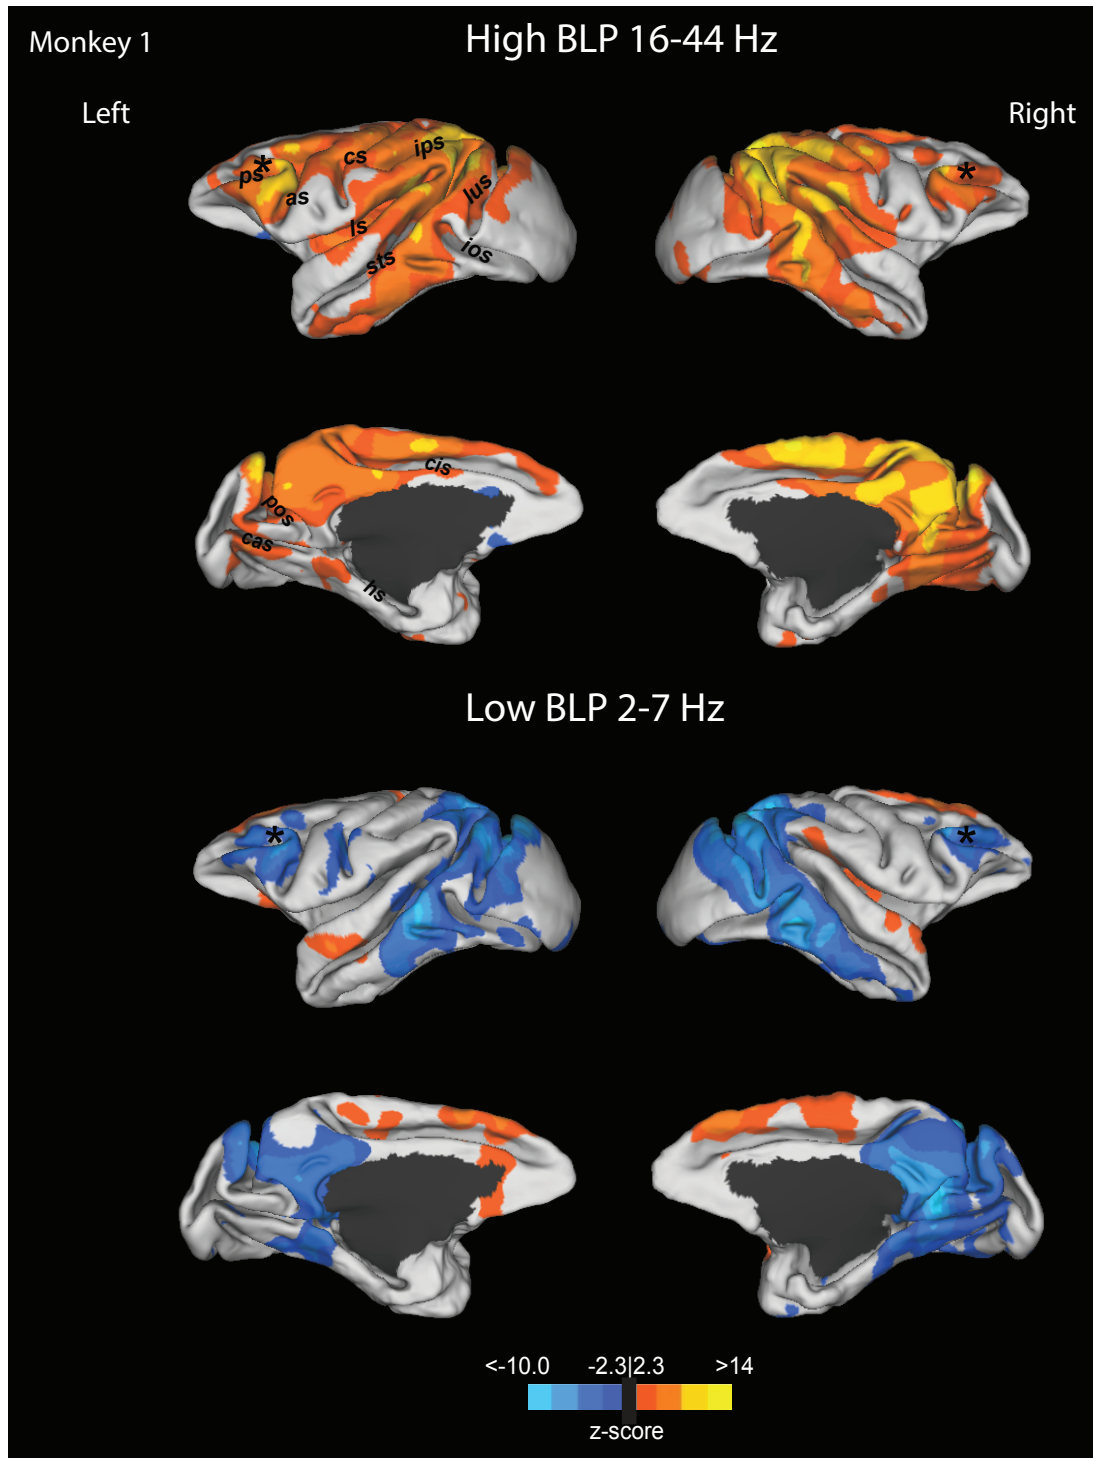 Monkey 1
High BLP 16-44 Hz
Left
Right
*
ps
as
cs
ips
lus
ls
sts
ios
*
cis
pos
cas
hs
Low BLP 2-7 Hz
*
*
<-10.0 -2.3|2.3 >14
z-score